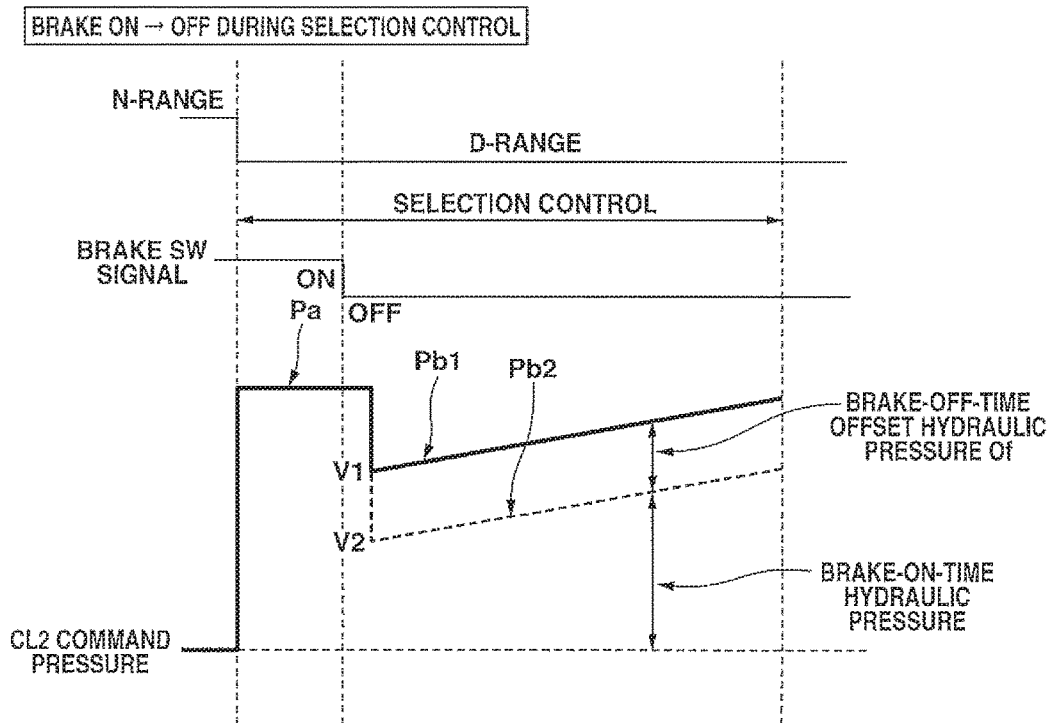 BRAKE ON → OFF DURING SELECTION CONTROL
N-RANGE
D-RANGE
SELECTION CONTROL
BRAKE SW
SIGNAL
ON
OFF
Pa
Pb1
Pb2
BRAKE-OFF-TIME
OFFSET HYDRAULIC
PRESSURE Of
V1
V2
BRAKE-ON-TIME
HYDRAULIC
PRESSURE
CL2 COMMAND
PRESSURE